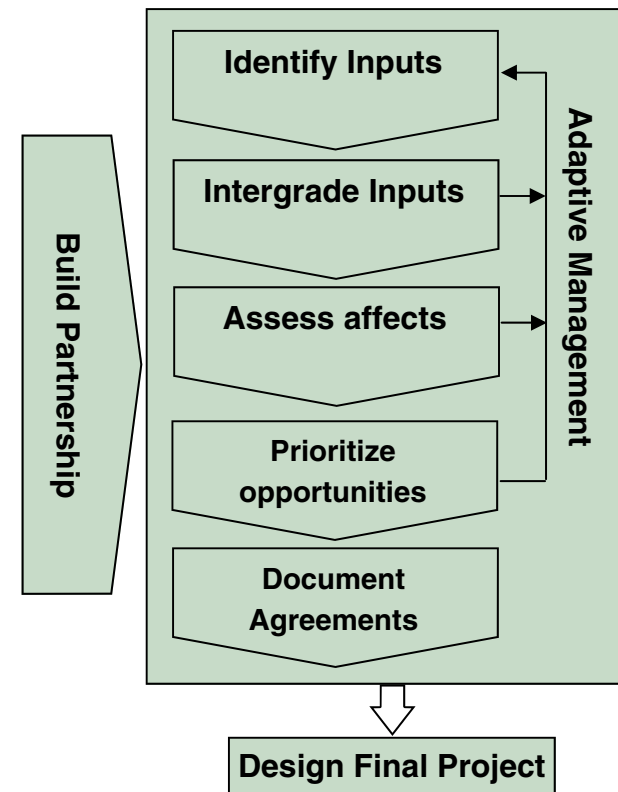 Build Partnership
Identify Inputs
Intergrade Inputs
Assess affects
Prioritize
opportunities
Document
Agreements
Adaptive Management
Design Final Project